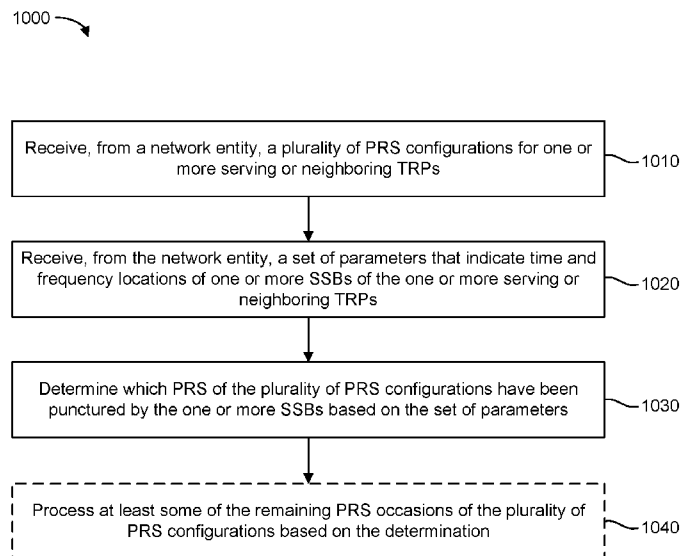 1000
Receive, from a network entity, a plurality of PRS configurations for one or
more serving or neighboring TRPs
1010
Receive, from the network entity, a set of parameters that indicate time and
frequency locations of one or more SSBs of the one or more serving or
neighboring TRPs
1020
Determine which PRS of the plurality of PRS configurations have been
punctured by the one or more SSBs based on the set of parameters
1030
Process at least some of the remaining PRS occasions of the plurality of
PRS configurations based on the determination
1040